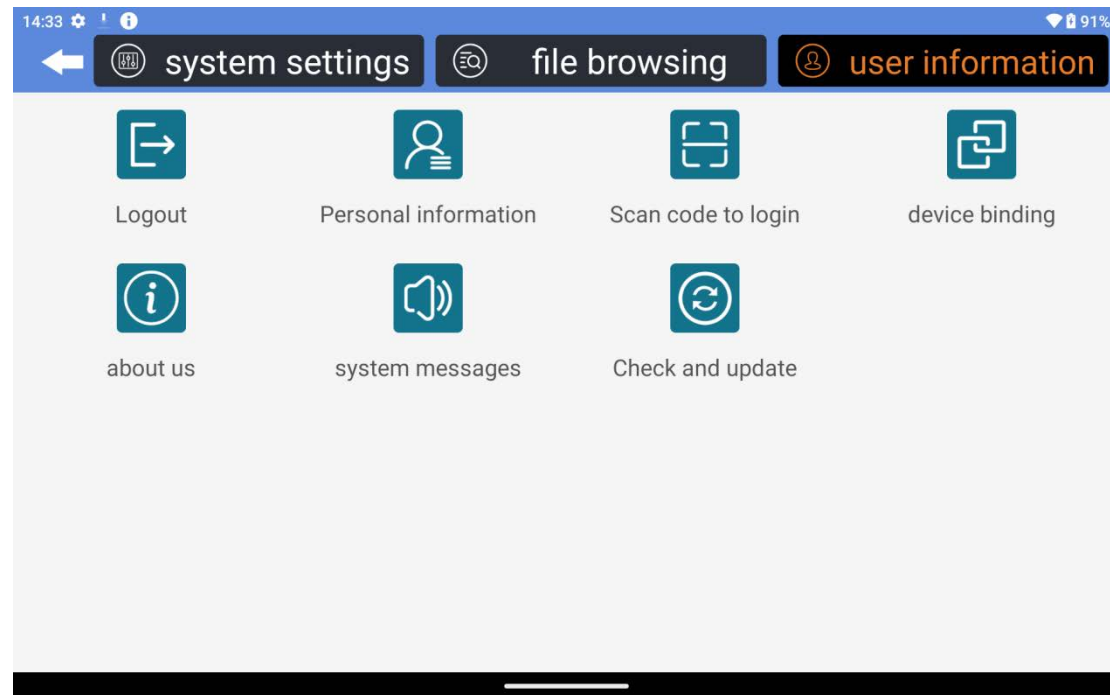 14:33 91%
system settings file browsing user information
Logout Personal information Scan code to login device binding
about us system messages Check and update